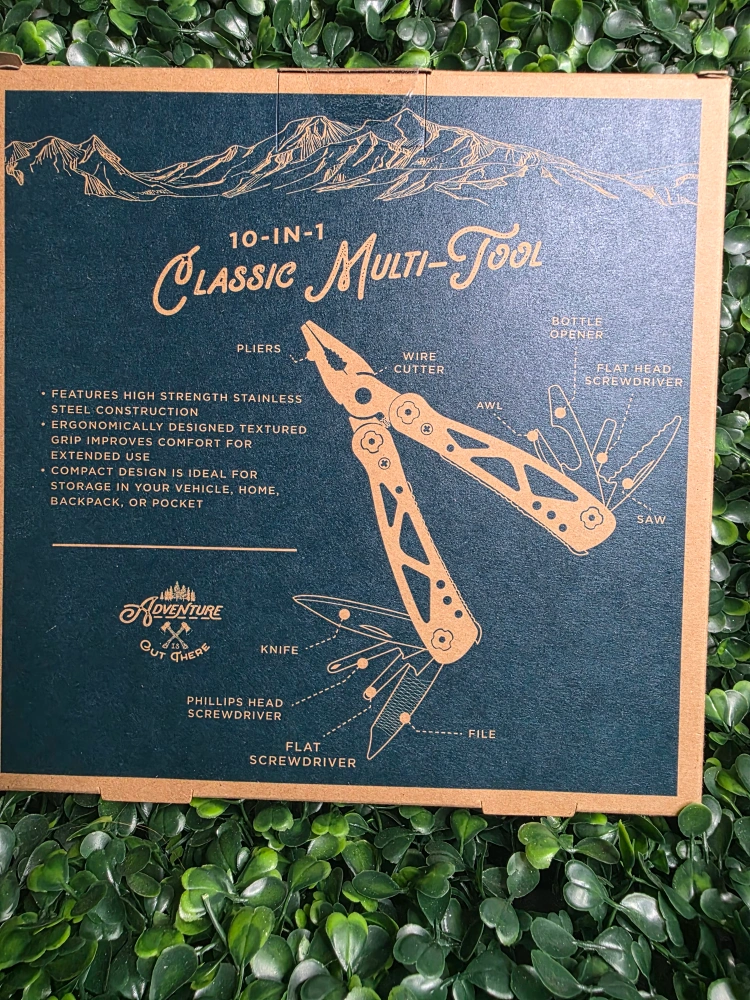 10-IN-1
CLASSIC MULTI-TOOL
BOTTLE
OPENER
PLIERS
WIRE
CUTTER
FLAT HEAD
SCREWDRIVER
AWL
SAW
• FEATURES HIGH STRENGTH STAINLESS
STEEL CONSTRUCTION
• ERGONOMICALLY DESIGNED TEXTURED
GRIP IMPROVES COMFORT FOR
EXTENDED USE
• COMPACT DESIGN IS IDEAL FOR
STORAGE IN YOUR VEHICLE, HOME,
BACKPACK, OR POCKET
ADVENTURE
IS
OUT THERE
KNIFE
PHILLIPS HEAD
SCREWDRIVER
FLAT
SCREWDRIVER
FILE